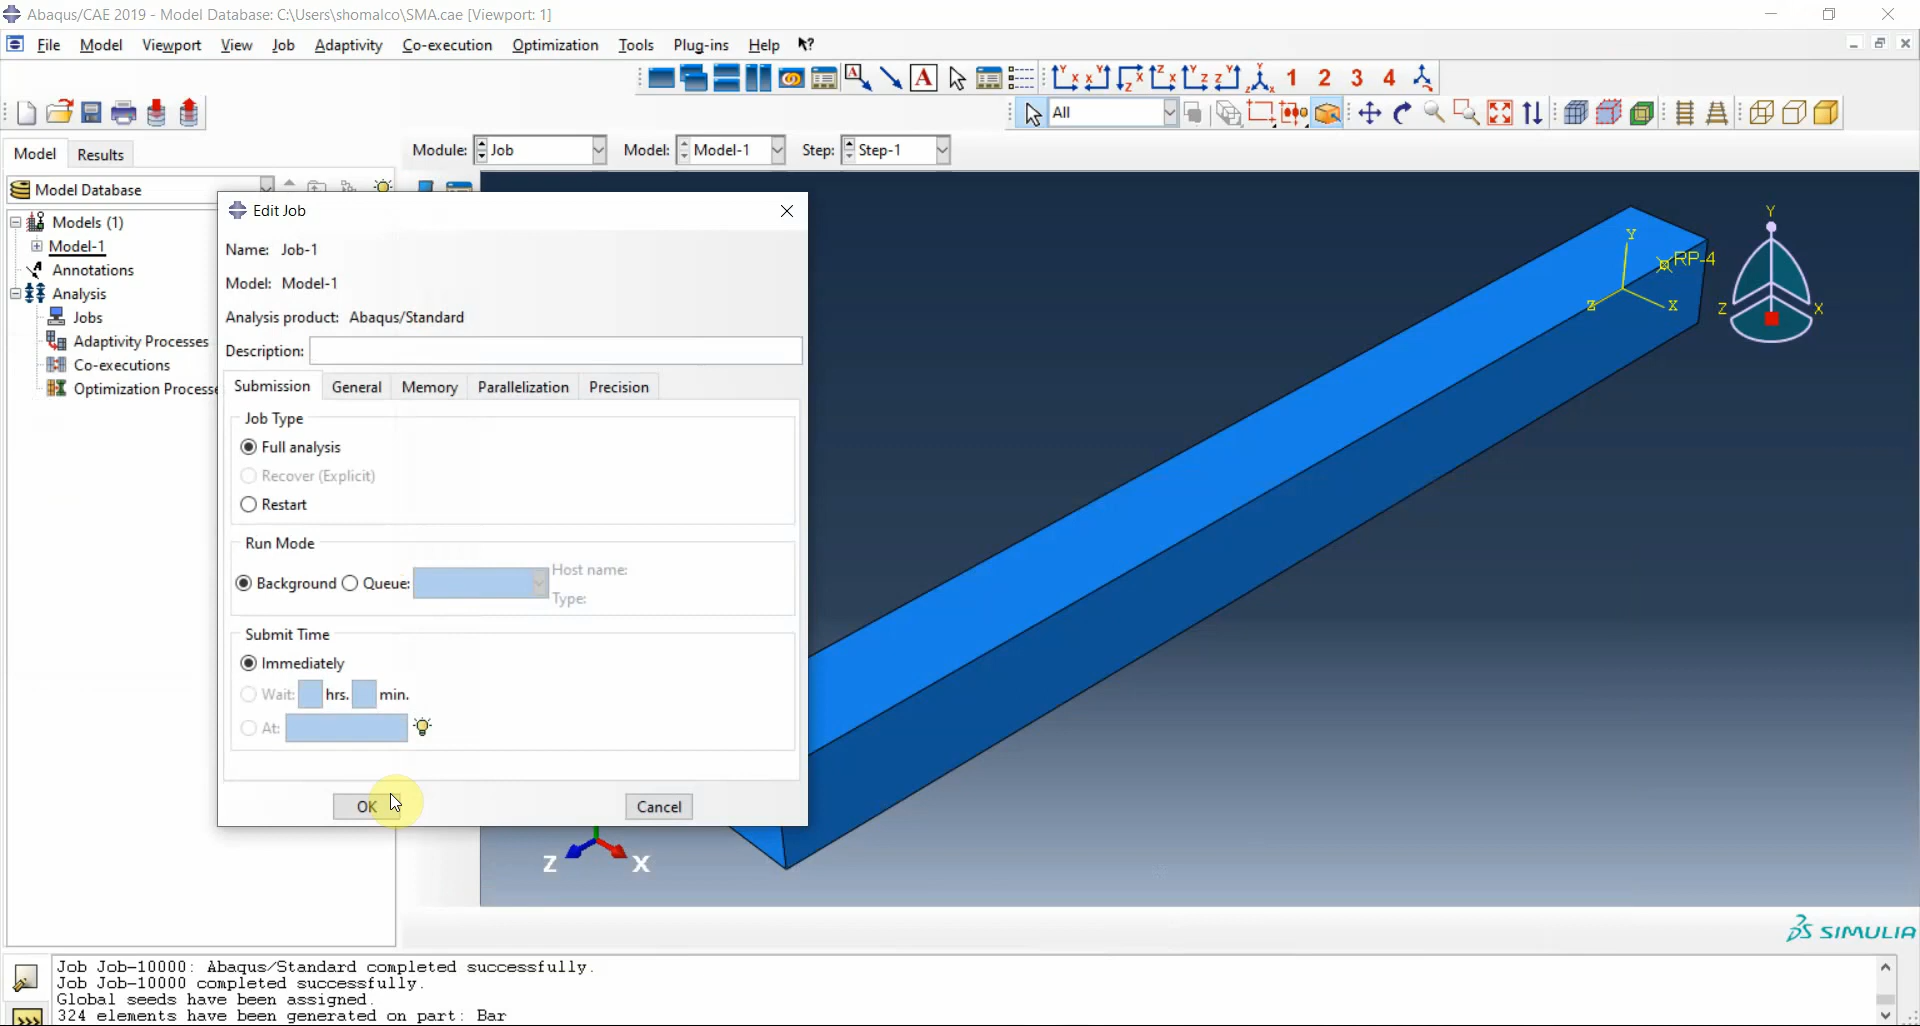 Abaqus/CAE 2019 - Model Database: C:\Users\shomalco\SMA.cae [Viewport: 1]
File Model Viewport View Job Adaptivity Co-execution Optimization Tools Plug-ins Help ?
A A 1 2 3 4
All
Model Results
Module: Job Model: Model-1 Step: Step-1
Model Database
Models (1)
Model-1
Annotations
Analysis
Jobs
Adaptivity Processes
Co-executions
Optimization Processe
Edit Job
Name: Job-1
Model: Model-1
Analysis product: Abaqus/Standard
Description:
Submission General Memory Parallelization Precision
Job Type
Full analysis
Recover (Explicit)
Restart
Run Mode
Background Queue: Host name:
Type:
Submit Time
Immediately
Wait: hrs. min.
At:
OK Cancel
Y
RP-4
Z X
Y
Z X
Z X
SIMULIA
Job Job-10000: Abaqus/Standard completed successfully.
Job Job-10000 completed successfully.
Global seeds have been assigned.
324 elements have been generated on part: Bar